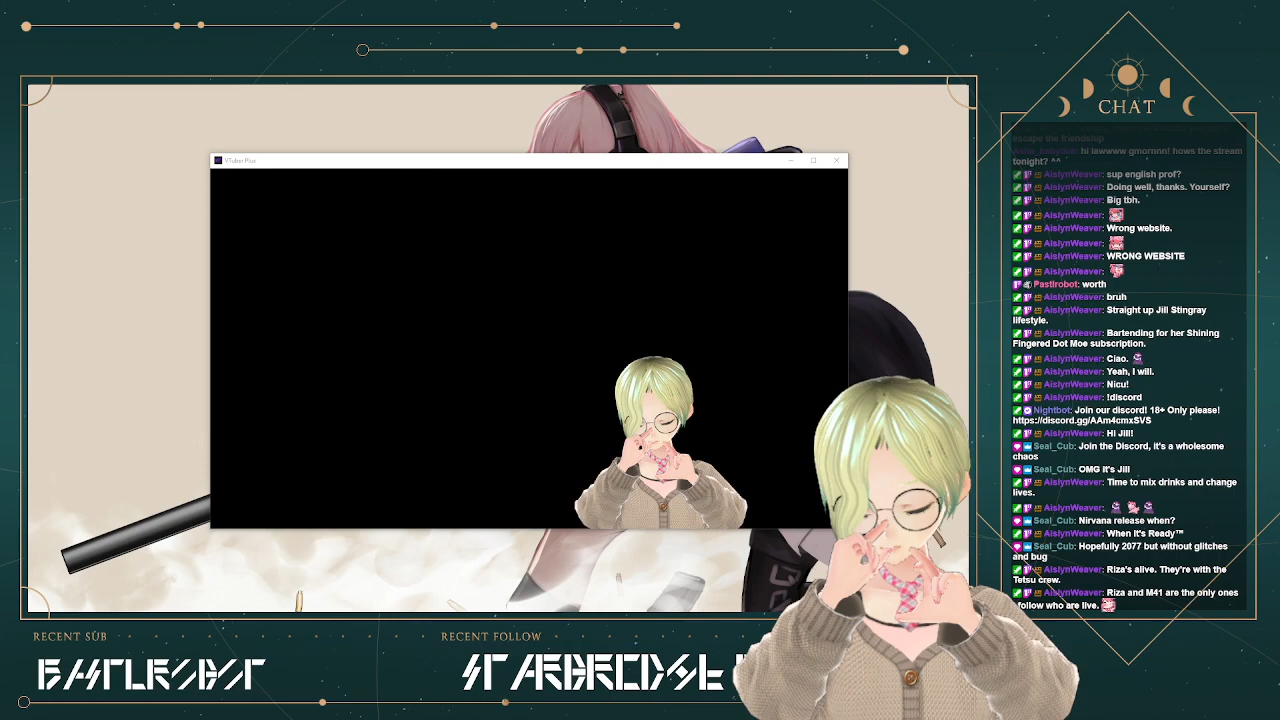 VTuber Plus
CHAT
escape the friendship
hi lawwww gmornnn! hows the stream
tonight? ^^
AislynWeaver: sup english prof?
AislynWeaver: Doing well, thanks. Yourself?
AislynWeaver: Big tbh.
AislynWeaver:
AislynWeaver: Wrong website.
AislynWeaver:
AislynWeaver: WRONG WEBSITE
AislynWeaver:
Pastlrobot: worth
AislynWeaver: bruh
AislynWeaver: Straight up Jill Stingray
lifestyle.
AislynWeaver: Bartending for her Shining
Fingered Dot Moe subscription.
AislynWeaver: Ciao.
AislynWeaver: Yeah, I will.
AislynWeaver: Nicu!
AislynWeaver: !discord
Nightbot: Join our discord! 18+ Only please!
https://discord.gg/AAm4cmxSVS
AislynWeaver: Hi Jill!
Seal_Cub: Join the Discord, it's a wholesome
chaos
Seal_Cub: OMG it's Jill
AislynWeaver: Time to mix drinks and change
lives.
AislynWeaver:
Seal_Cub: Nirvana release when?
AislynWeaver: When It's Ready™
Seal_Cub: Hopefully 2077 but without glitches
and bug
AislynWeaver: Riza's alive. They're with the
Tetsu crew.
AislynWeaver: Riza and M41 are the only ones
follow who are live.
RECENT SUB
RECENT FOLLOW